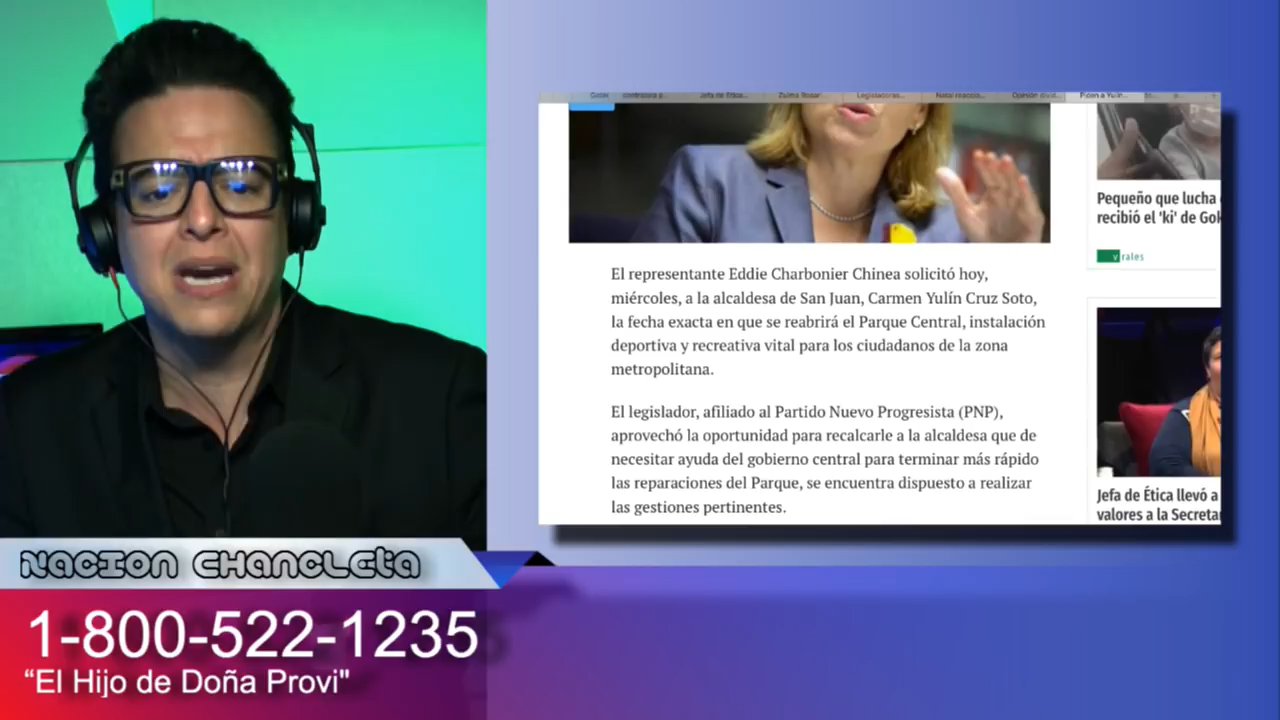 Pequeño que lucha
recibió el 'ki' de Gok
v rales
El representante Eddie Charbonier Chinea solicitó hoy,
miércoles, a la alcaldesa de San Juan, Carmen Yulín Cruz Soto,
la fecha exacta en que se reabrirá el Parque Central, instalación
deportiva y recreativa vital para los ciudadanos de la zona
metropolitana.
El legislador, afiliado al Partido Nuevo Progresista (PNP),
aprovechó la oportunidad para recalcarle a la alcaldesa que de
necesitar ayuda del gobierno central para terminar más rápido
las reparaciones del Parque, se encuentra dispuesto a realizar
las gestiones pertinentes.
Jefa de Ética llevó a
valores a la Secretar
NACION CHANCLETA
1-800-522-1235
“El Hijo de Doña Provi"